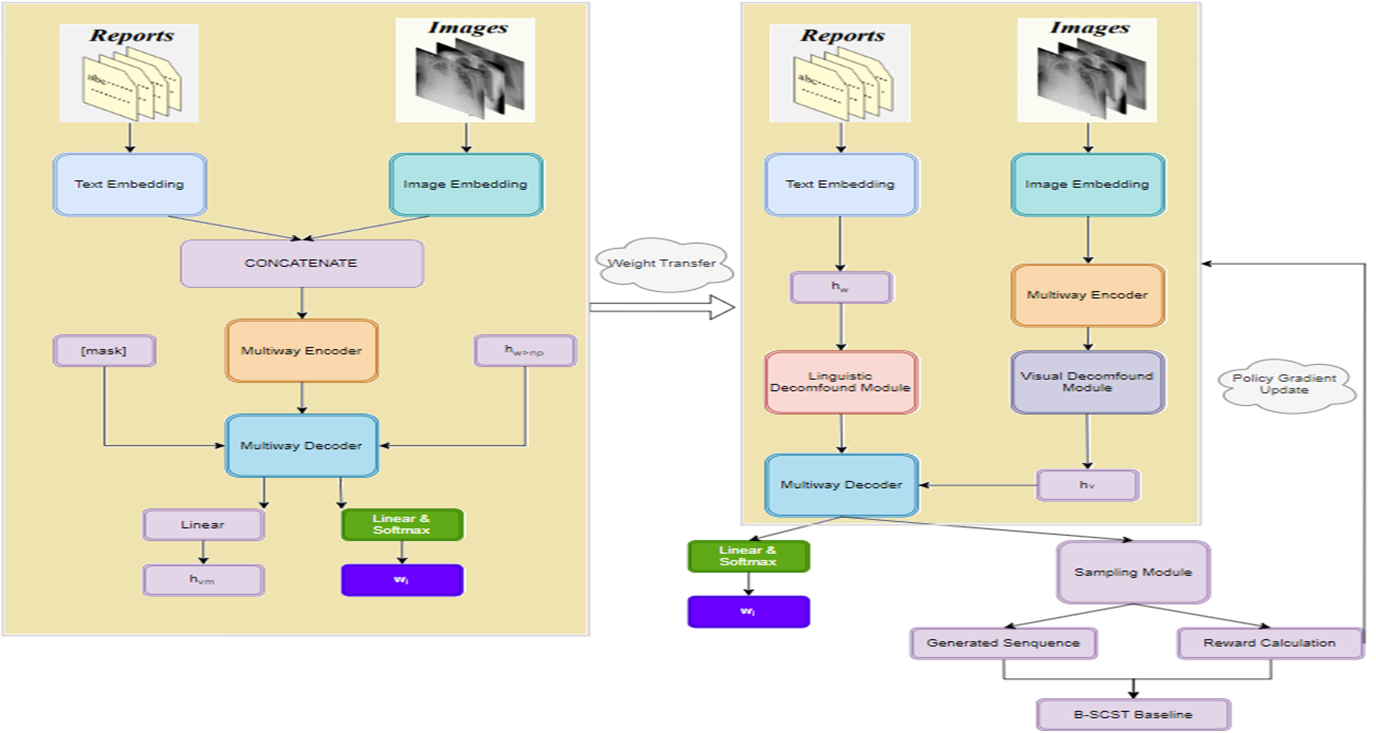 Reports
Images
abc
Text Embedding
Image Embedding
CONCATENATE
[mask]
Multiway Encoder
hw>np
Multiway Decoder
Linear
Linear &
Softmax
hvm
wi
Weight Transfer
Reports
Images
abc
Text Embedding
Image Embedding
hw
Multiway Encoder
Linguistic
Decomfound Module
Visual Decomfound
Module
Multiway Decoder
hv
Linear &
Softmax
wi
Sampling Module
Generated Senquence
Reward Calculation
B-SCST Baseline
Policy Gradient
Update